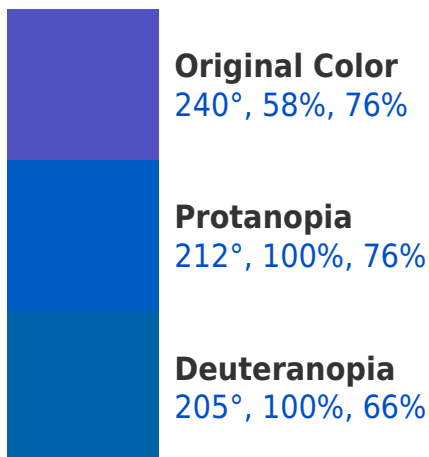 Original Color
240°, 58%, 76%
Protanopia
212°, 100%, 76%
Deuteranopia
205°, 100%, 66%